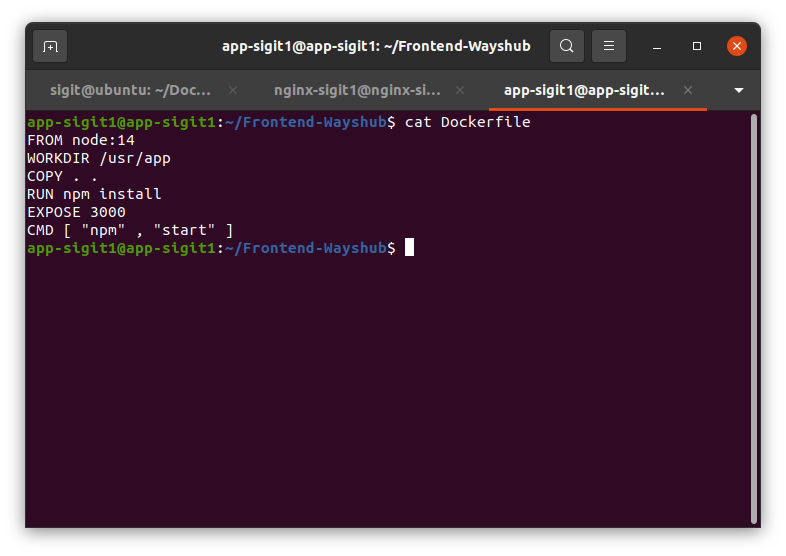 app-sigit1@app-sigit1: ~/Frontend-Wayshub
sigit@ubuntu: ~/Doc...
nginx-sigit1@nginx-si...
app-sigit1@app-sigit...
app-sigit1@app-sigit1:~/Frontend-Wayshub$ cat Dockerfile
FROM node:14
WORKDIR /usr/app
COPY . .
RUN npm install
EXPOSE 3000
CMD [ "npm" , "start" ]
app-sigit1@app-sigit1:~/Frontend-Wayshub$